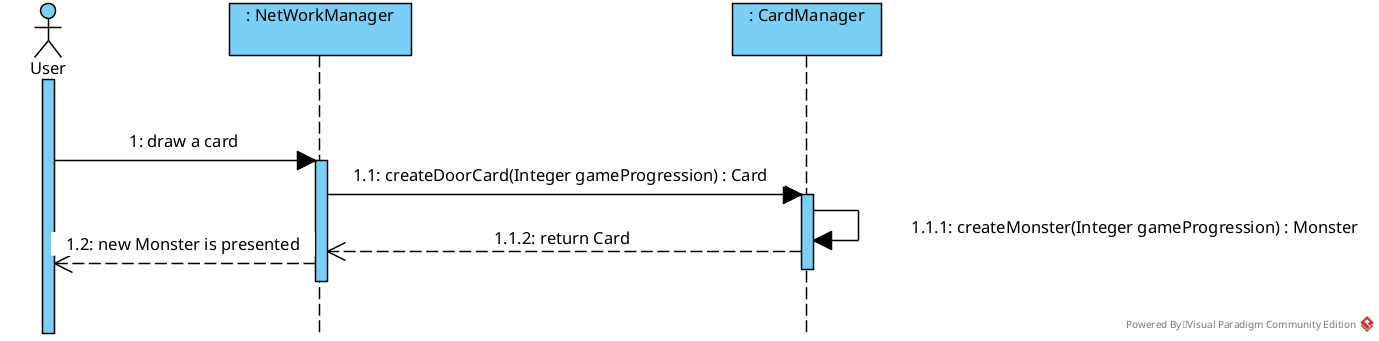 : NetWorkManager
: CardManager
User
1: draw a card
1.1: createDoorCard(Integer gameProgression) : Card
1.1.1: createMonster(Integer gameProgression) : Monster
1.1.2: return Card
1.2: new Monster is presented
Powered By Visual Paradigm Community Edition